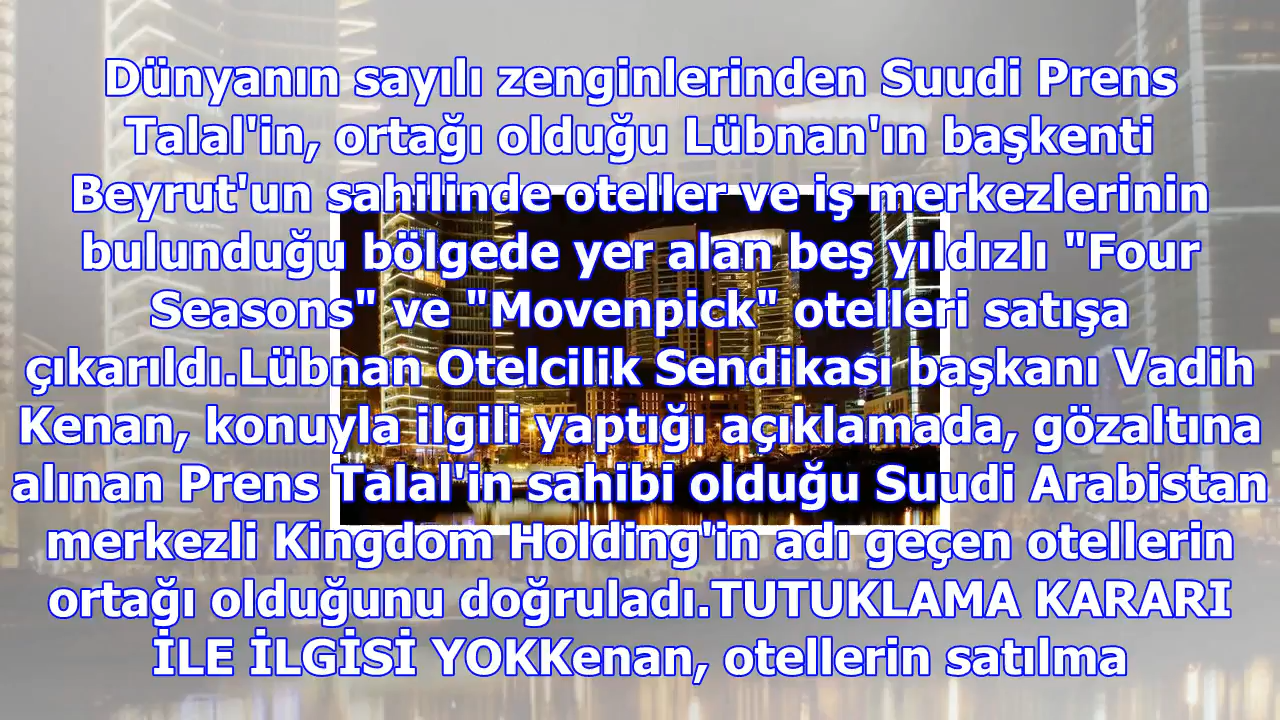 Dünyanın sayılı zenginlerinden Suudi Prens
Talal'in, ortağı olduğu Lübnan'ın başkenti
Beyrut'un sahilinde oteller ve iş merkezlerinin
bulunduğu bölgede yer alan beş yıldızlı "Four
Seasons" ve "Movenpick" otelleri satışa
çıkarıldı.Lübnan Otelcilik Sendikası başkanı Vadih
Kenan, konuyla ilgili yaptığı açıklamada, gözaltına
alınan Prens Talal'in sahibi olduğu Suudi Arabistan
merkezli Kingdom Holding'in adı geçen otellerin
ortağı olduğunu doğruladı.TUTUKLAMA KARARI
İLE İLGİSİ YOKKenan, otellerin satılma